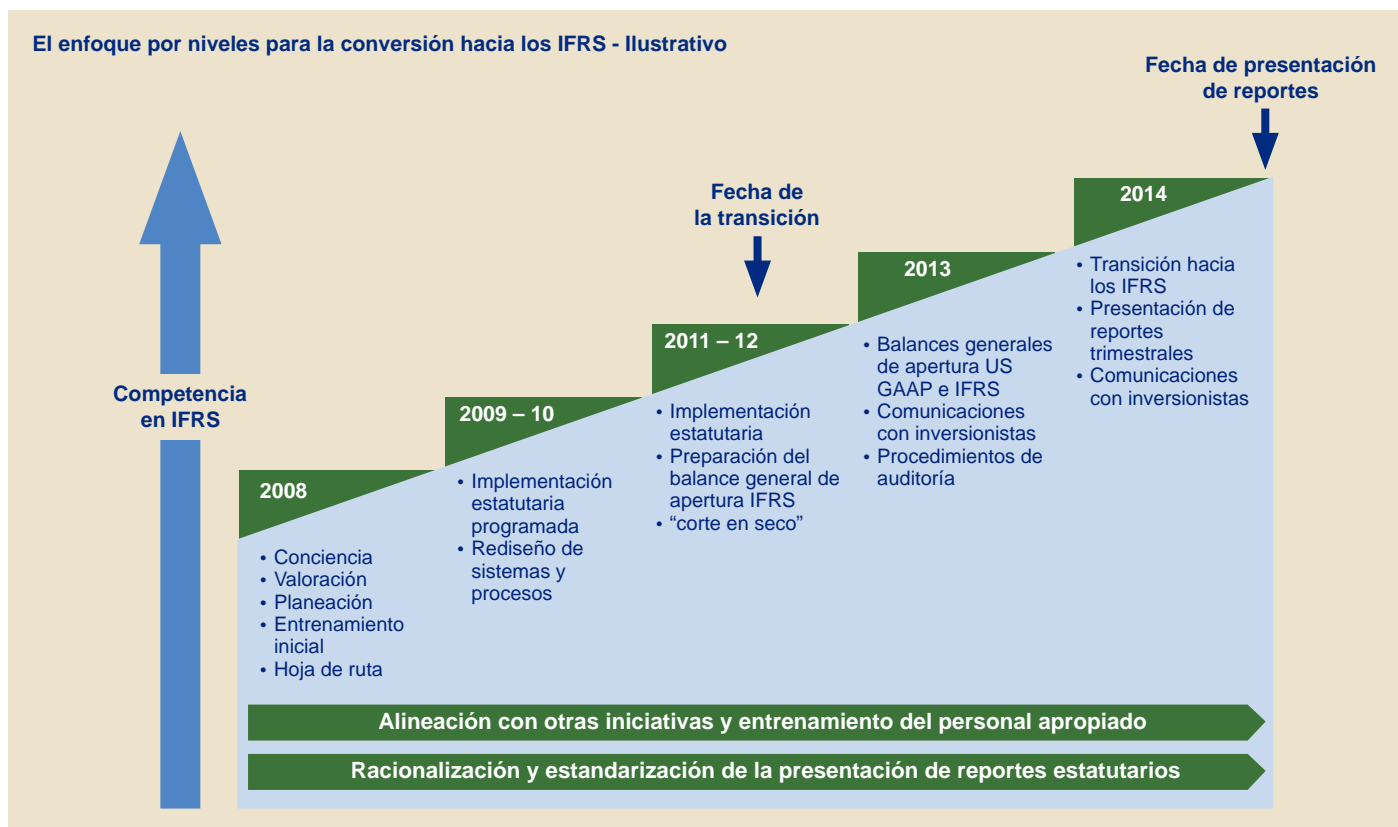 El enfoque por niveles para la conversión hacia los IFRS - Ilustrativo
Fecha de presentación
de reportes
Fecha de
la transición
Competencia
en IFRS
2008
• Conciencia
• Valoración
• Planeación
• Entrenamiento
inicial
• Hoja de ruta
2009 – 10
• Implementación
estatutaria
programada
• Rediseño de
sistemas y
procesos
2011 – 12
• Implementación
estatutaria
• Preparación del
balance general de
apertura IFRS
• “corte en seco”
2013
• Balances generales
de apertura US
GAAP e IFRS
• Comunicaciones
con inversionistas
• Procedimientos de
auditoría
2014
• Transición hacia
los IFRS
• Presentación de
reportes
trimestrales
• Comunicaciones
con inversionistas
Alineación con otras iniciativas y entrenamiento del personal apropiado
Racionalización y estandarización de la presentación de reportes estatutarios